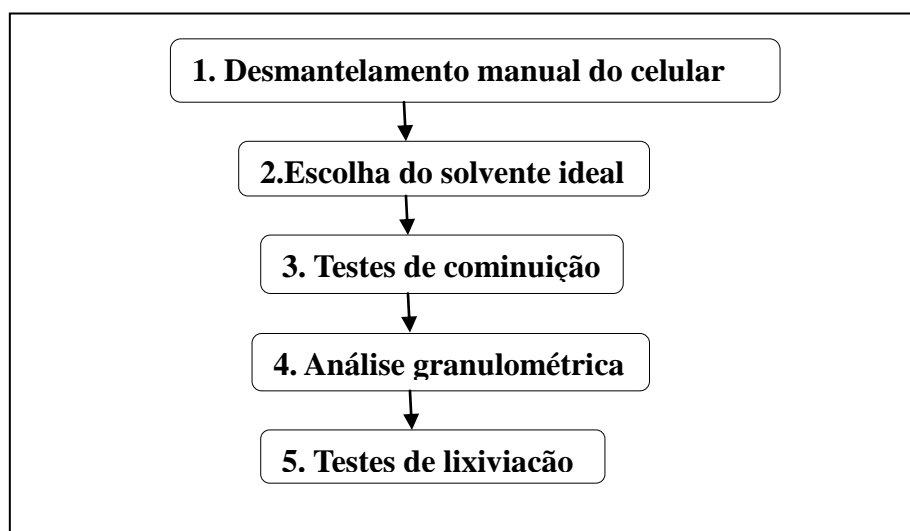 1. Desmantelamento manual do celular
2.Escolha do solvente ideal
3. Testes de cominuição
4. Análise granulométrica
5. Testes de lixiviacão